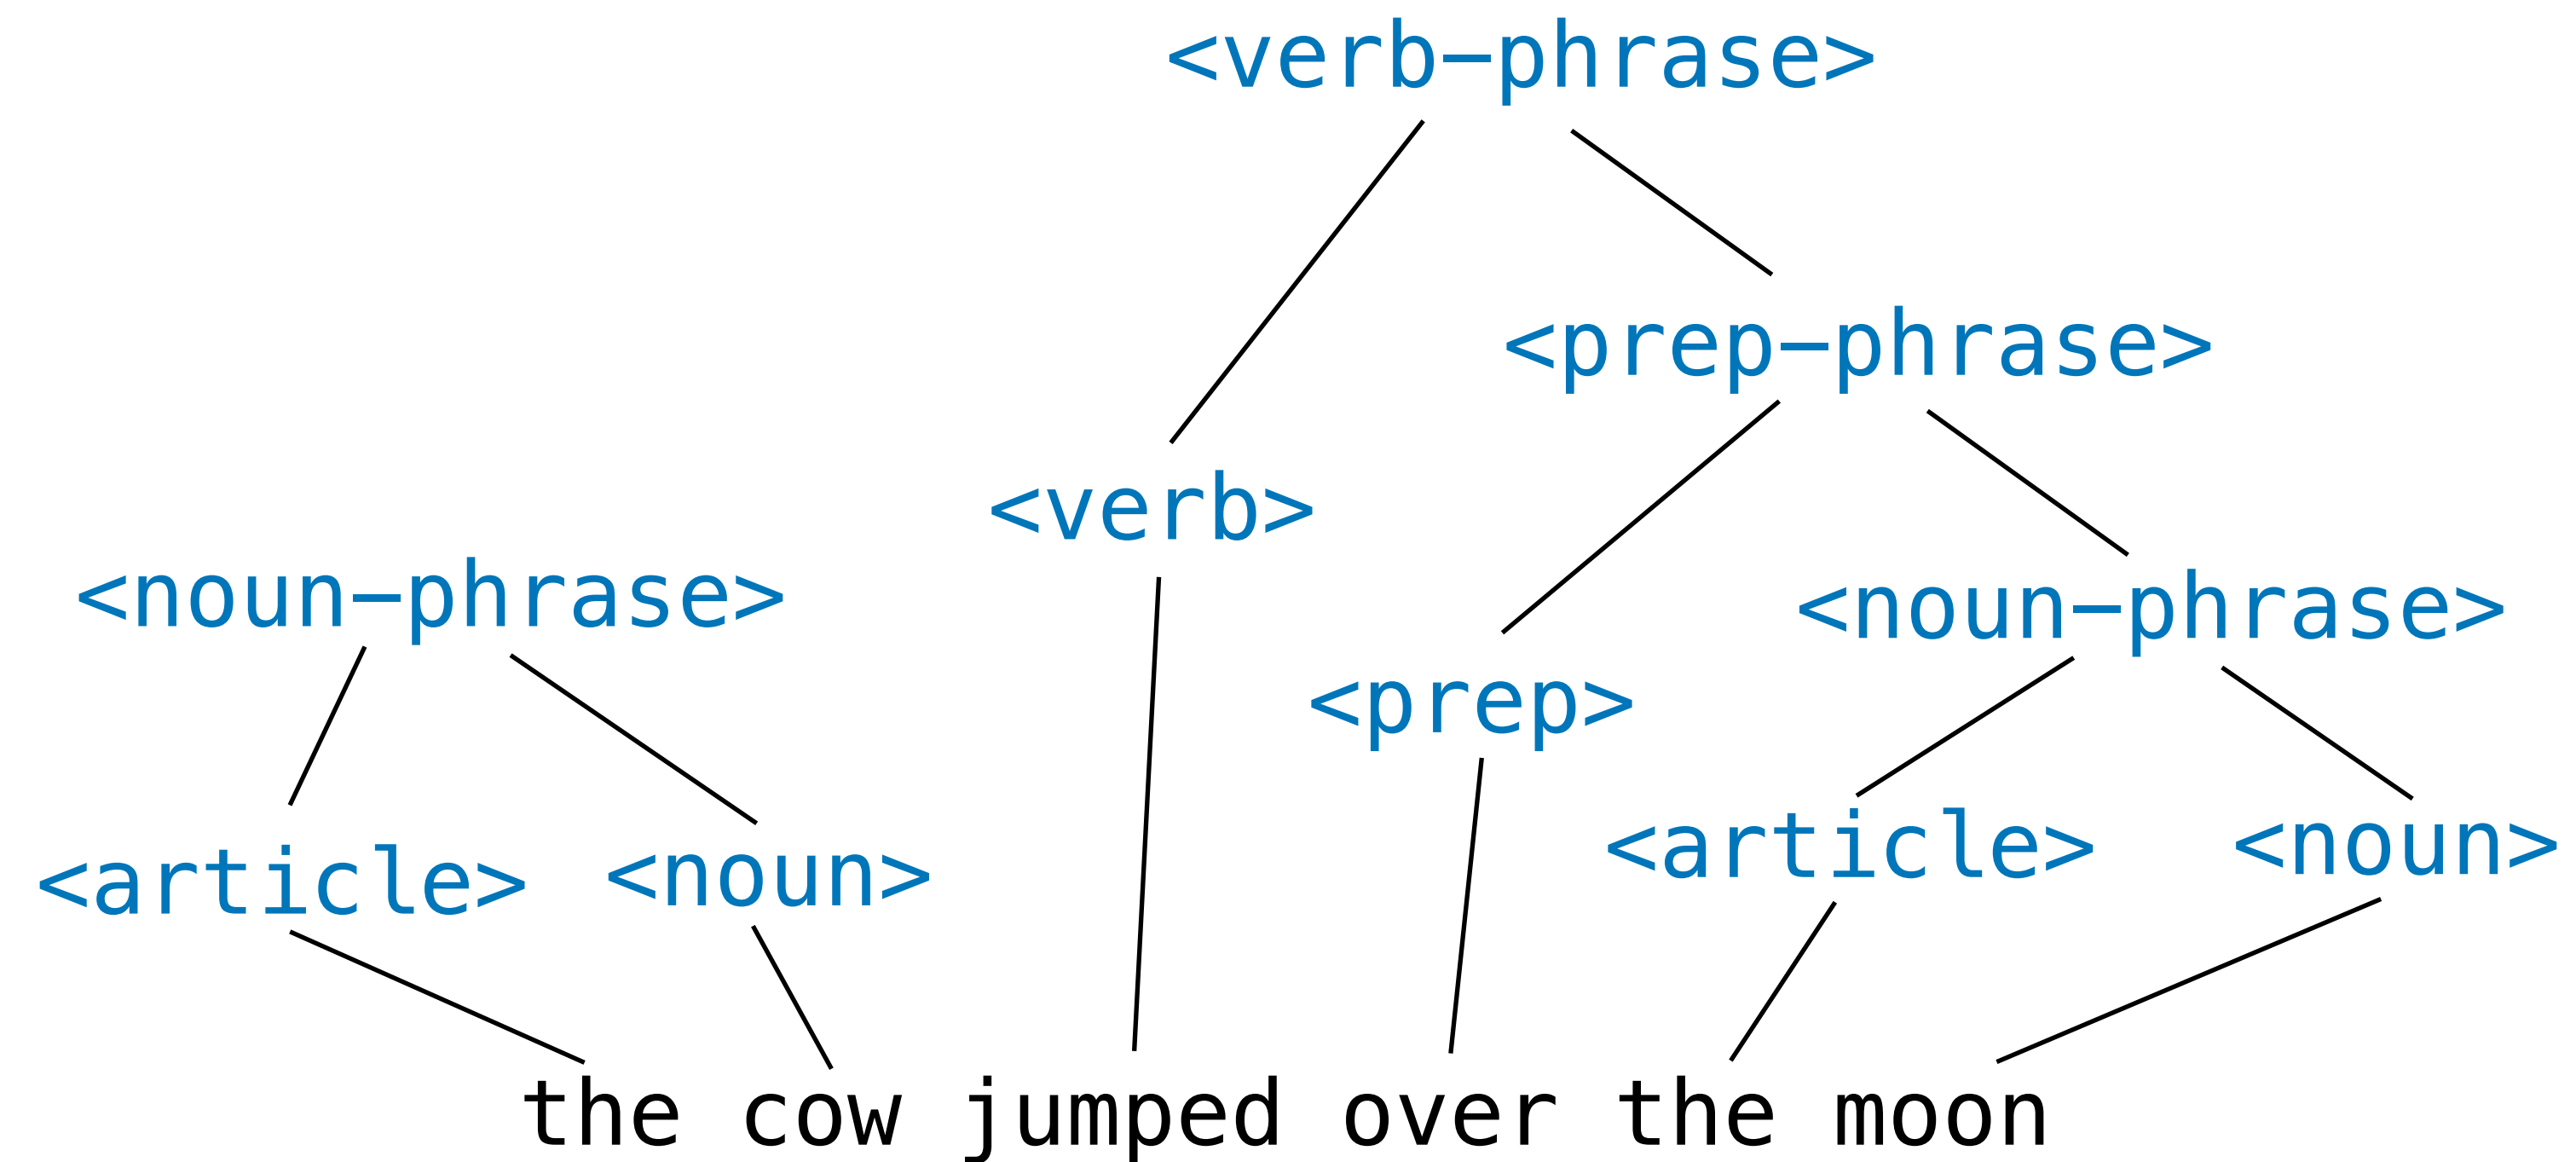 <verb-phrase>
<prep-phrase>
<verb>
<noun-phrase> <noun-phrase>
<prep>
<article> <noun> <article> <noun>
the cow jumped over the moon